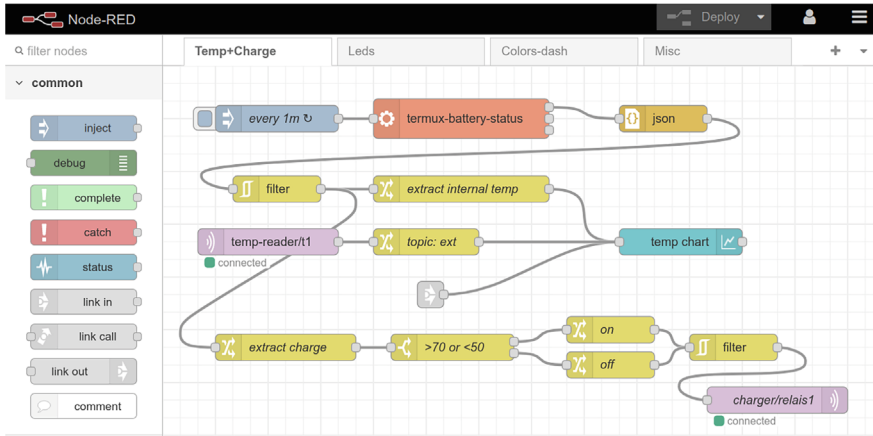 Node-RED
Deploy
filter nodes
Temp+Charge
Leds
Colors-dash
Misc
common
inject
debug
complete
catch
status
link in
link call
link out
comment
every 1m ↻
termux-battery-status
json
filter
extract internal temp
temp-reader/t1
connected
topic: ext
temp chart
extract charge
>70 or <50
on
off
filter
charger/relais1
connected